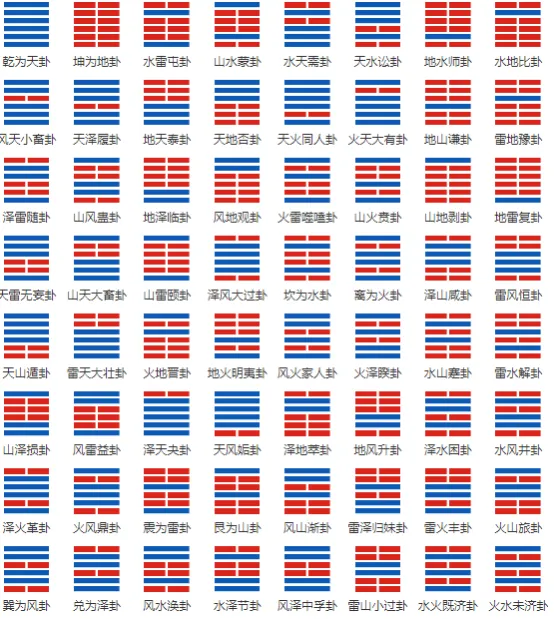 乾为天卦 坤为地卦 水雷屯卦 山水蒙卦 水天需卦 天水讼卦 地水师卦 水地比卦
风天小畜卦 天泽履卦 地天泰卦 天地否卦 天火同人卦 火天大有卦 地山谦卦 雷地豫卦
泽雷随卦 山风蛊卦 地泽临卦 风地观卦 火雷噬嗑卦 山火贲卦 山地剥卦 地雷复卦
天雷无妄卦 山天大畜卦 山雷颐卦 泽风大过卦 坎为水卦 离为火卦 泽山咸卦 雷风恒卦
天山遁卦 雷天大壮卦 火地晋卦 地火明夷卦 风火家人卦 火泽睽卦 水山蹇卦 雷水解卦
山泽损卦 风雷益卦 泽天夬卦 天风姤卦 泽地萃卦 地风升卦 泽水困卦 水风井卦
泽火革卦 火风鼎卦 震为雷卦 艮为山卦 风山渐卦 雷泽归妹卦 雷火丰卦 火山旅卦
巽为风卦 兑为泽卦 风水涣卦 水泽节卦 风泽中孚卦 雷山小过卦 水火既济卦 火水未济卦